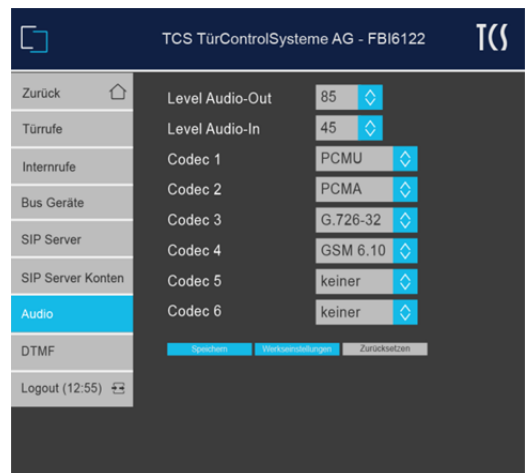 TCS TürControlSysteme AG - FBI6122
TCS
Zurück
Türrufe
Internrufe
Bus Geräte
SIP Server
SIP Server Konten
Audio
DTMF
Logout (12:55)
Level Audio-Out 85
Level Audio-In 45
Codec 1 PCMU
Codec 2 PCMA
Codec 3 G.726-32
Codec 4 GSM 6.10
Codec 5 keiner
Codec 6 keiner
Speichern Werkseinstellungen Zurücksetzen